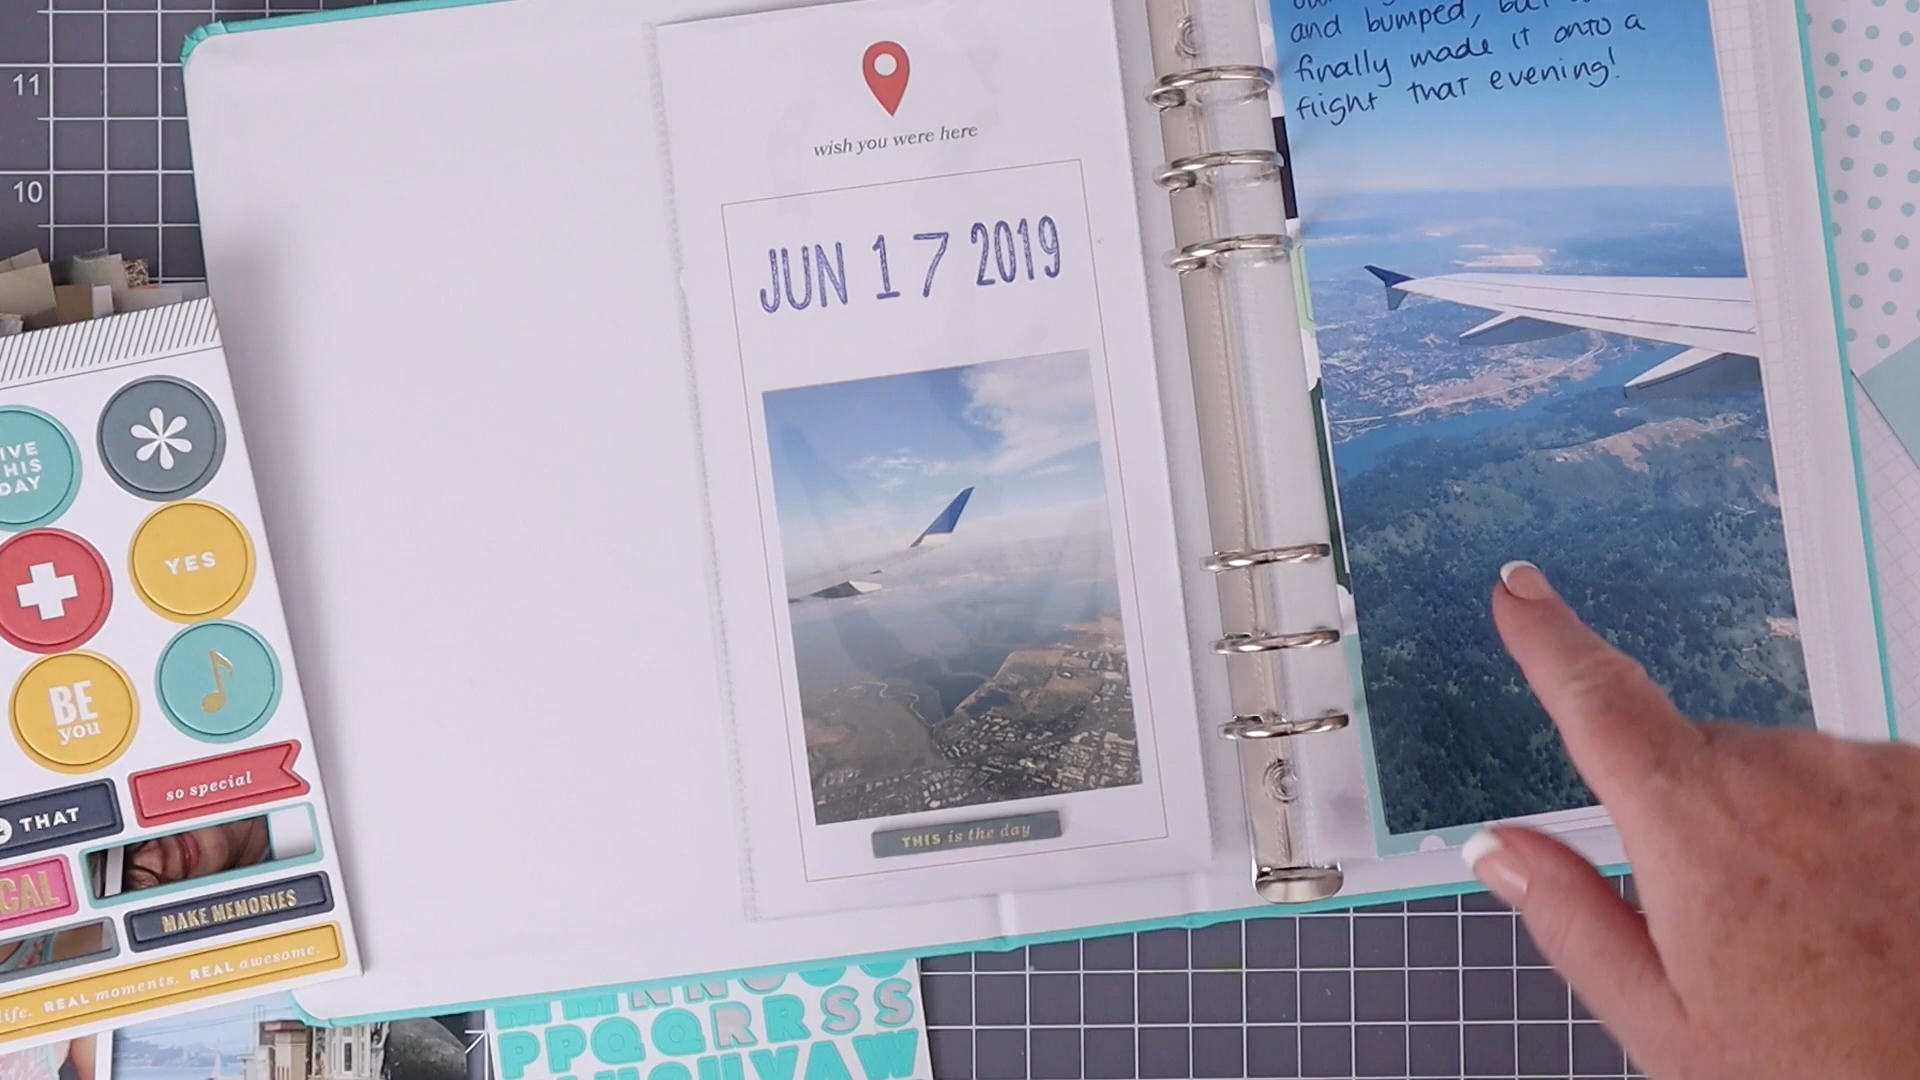 11
10
wish you were here
JUN 17 2019
THIS is the day
and bumped,
finally made it onto a
flight that evening!
DAY
YES
BE
you
so special
THAT
MAKE MEMORIES
REAL moments. REAL awesome.
S S
P P Q Q R R S S